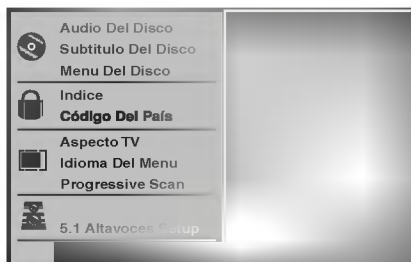 Audio Del Disco
Subtitulo Del Disco
Menu Del Disco
Indice
Código Del País
Aspecto TV
Idioma Del Menu
Progressive Scan
5.1 Altavoces Setup